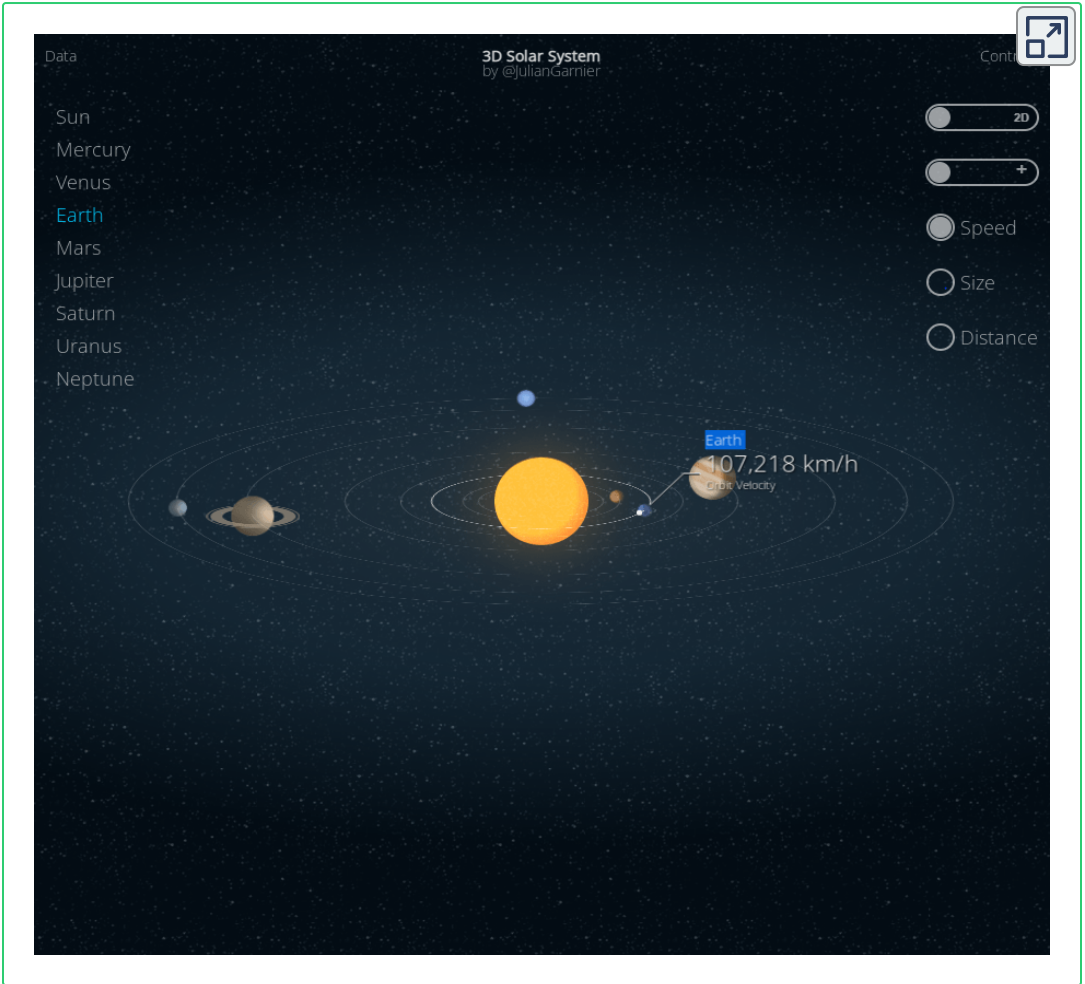 Data
3D Solar System
by @JulianGarnier
Sun
Mercury
Venus
Earth
Mars
Jupiter
Saturn
Uranus
Neptune
2D
+
Speed
Size
Distance
Earth
107,218 km/h
Orbit Velocity